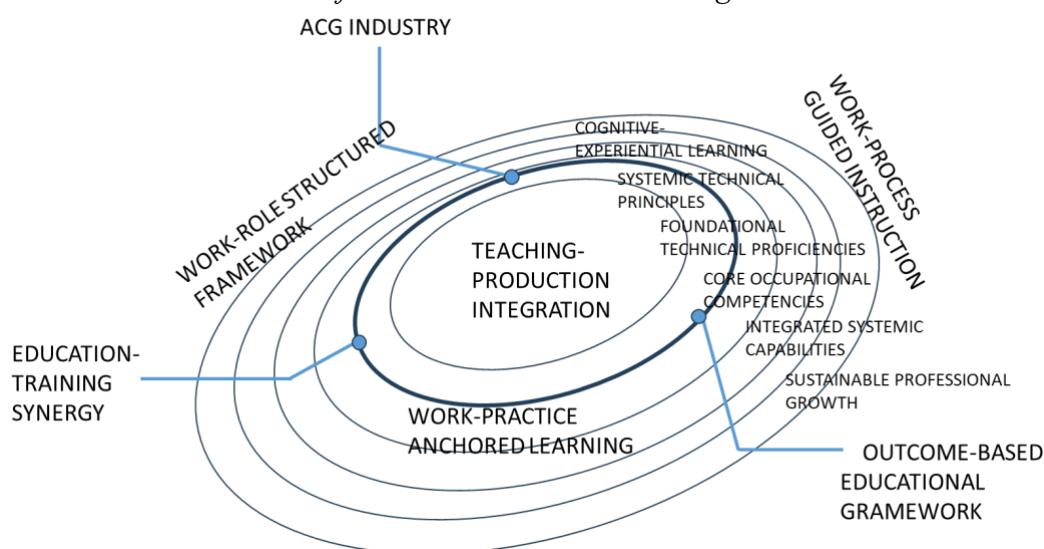 ACG INDUSTRY
WORK-ROLE STRUCTURED
FRAMEWORK
WORK-PROCESS
GUIDED INSTRUCTION
COGNITIVE-
EXPERIENTIAL LEARNING
SYSTEMIC TECHNICAL
PRINCIPLES
FOUNDATIONAL
TECHNICAL PROFICIENCIES
CORE OCCUPATIONAL
COMPETENCIES
INTEGRATED SYSTEMIC
CAPABILITIES
SUSTAINABLE PROFESSIONAL
GROWTH
TEACHING-
PRODUCTION
INTEGRATION
EDUCATION-
TRAINING
SYNERGY
WORK-PRACTICE
ANCHORED LEARNING
OUTCOME-BASED
EDUCATIONAL
GRAMEWORK